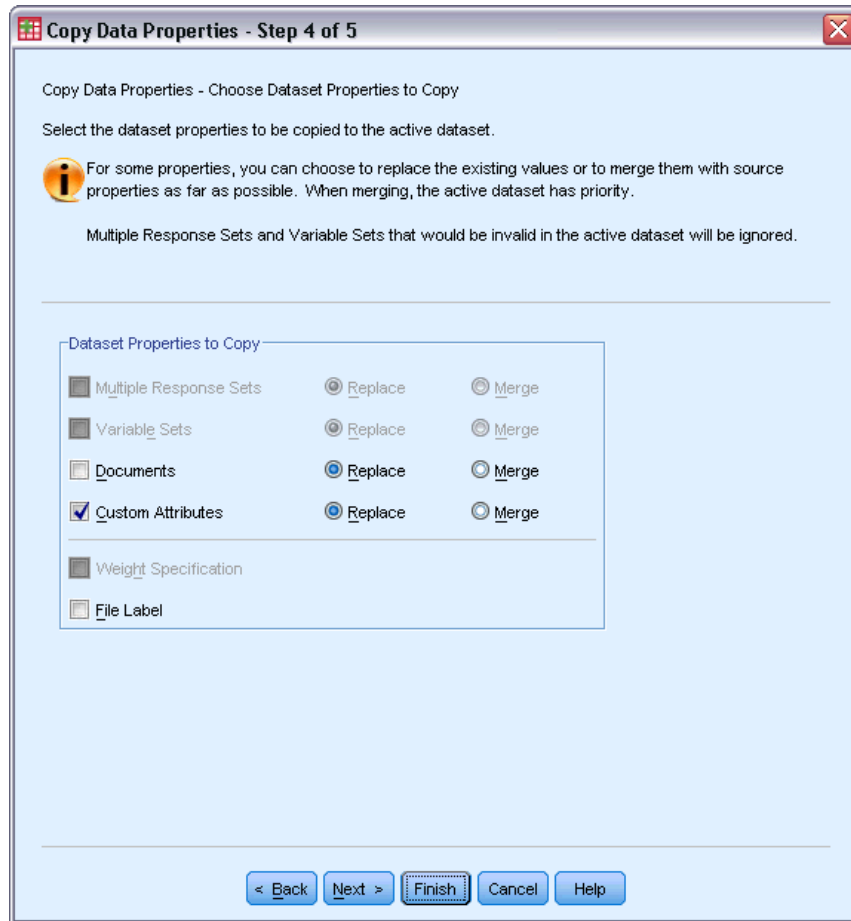 Copy Data Properties - Step 4 of 5
Copy Data Properties - Choose Dataset Properties to Copy
Select the dataset properties to be copied to the active dataset.
For some properties, you can choose to replace the existing values or to merge them with source
properties as far as possible. When merging, the active dataset has priority.
Multiple Response Sets and Variable Sets that would be invalid in the active dataset will be ignored.
Dataset Properties to Copy
Multiple Response Sets Replace Merge
Variable Sets Replace Merge
Documents Replace Merge
Custom Attributes Replace Merge
Weight Specification
File Label
< Back Next > Finish Cancel Help